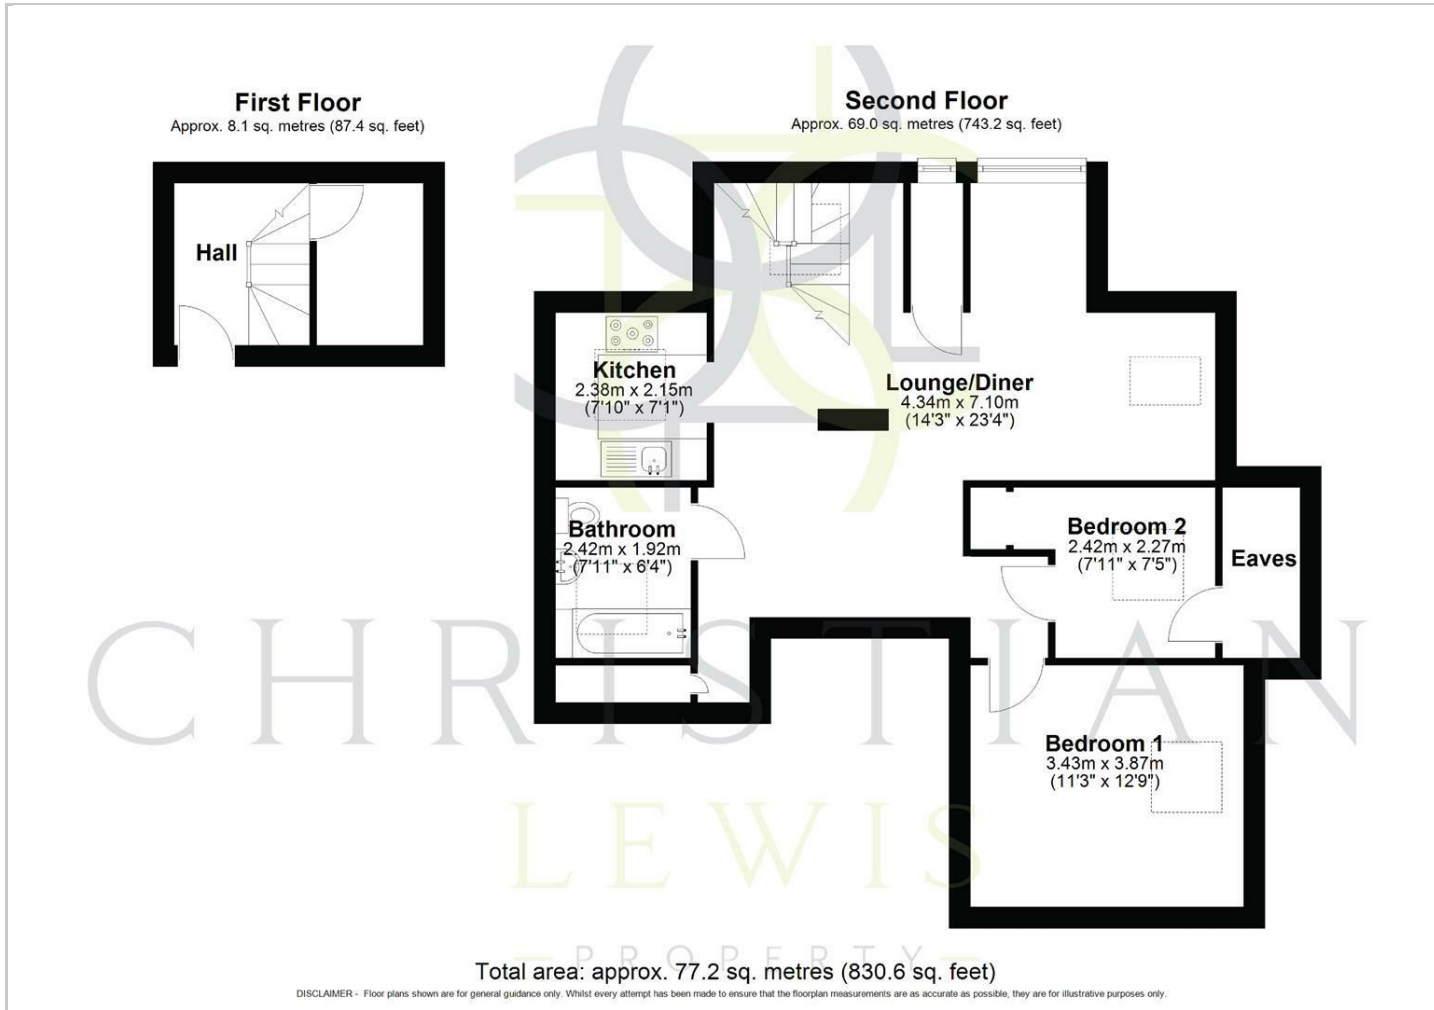 First Floor
Approx. 8.1 sq. metres (87.4 sq. feet)
Second Floor
Approx. 69.0 sq. metres (743.2 sq. feet)
Hall
Kitchen
2.38m x 2.15m
(7'10" x 7'1")
Lounge/Diner
4.34m x 7.10m
(14'3" x 23'4")
Bathroom
2.42m x 1.92m
(7'11" x 6'4")
Bedroom 2
2.42m x 2.27m
(7'11" x 7'5")
Eaves
CHRISTIAN
Bedroom 1
3.43m x 3.87m
(11'3" x 12'9")
LEWIS
PROPERTY
Total area: approx. 77.2 sq. metres (830.6 sq. feet)
DISCLAIMER - Floor plans shown are for general guidance only. Whilst every attempt has been made to ensure that the floorplan measurements are as accurate as possible, they are for illustrative purposes only.